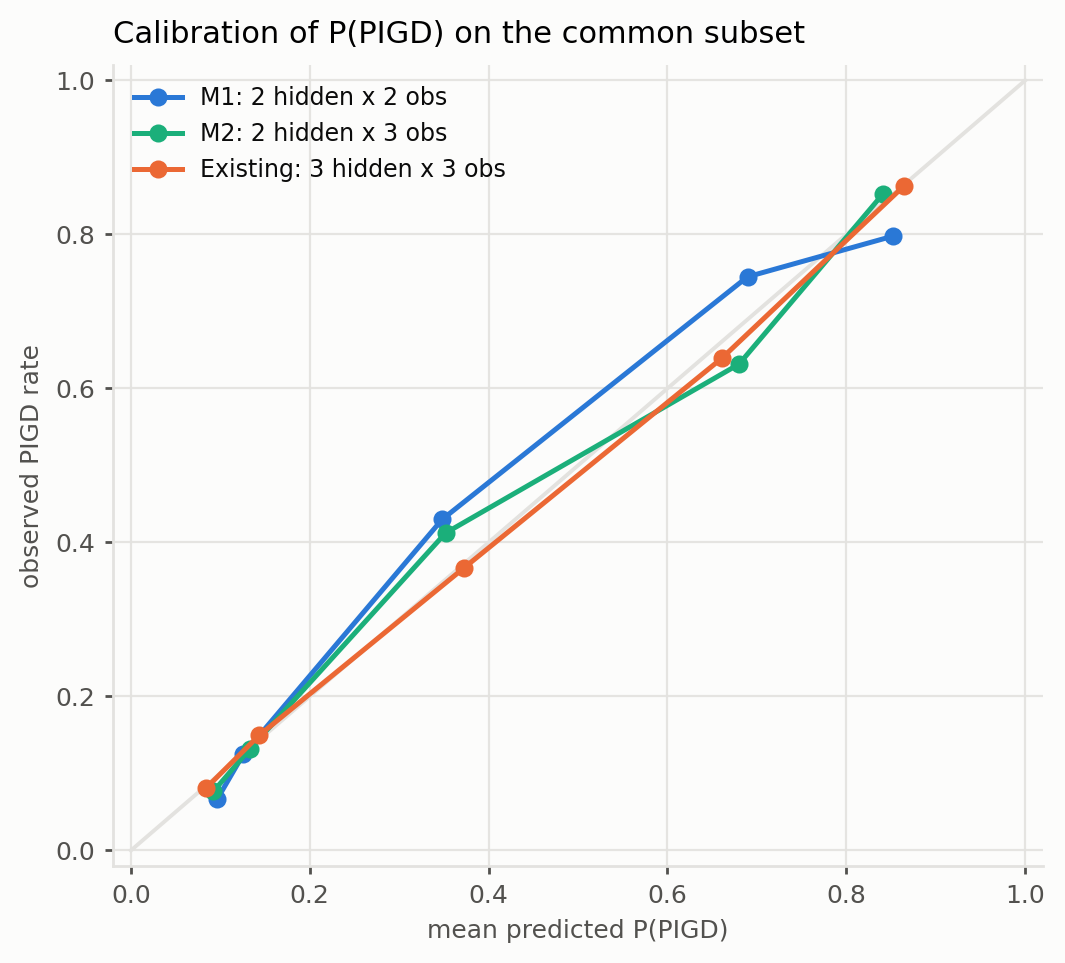 Calibration of P(PIGD) on the common subset
M1: 2 hidden x 2 obs
M2: 2 hidden x 3 obs
Existing: 3 hidden x 3 obs
observed PIGD rate
1.0
0.8
0.6
0.4
0.2
0.0
0.0 0.2 0.4 0.6 0.8 1.0
mean predicted P(PIGD)